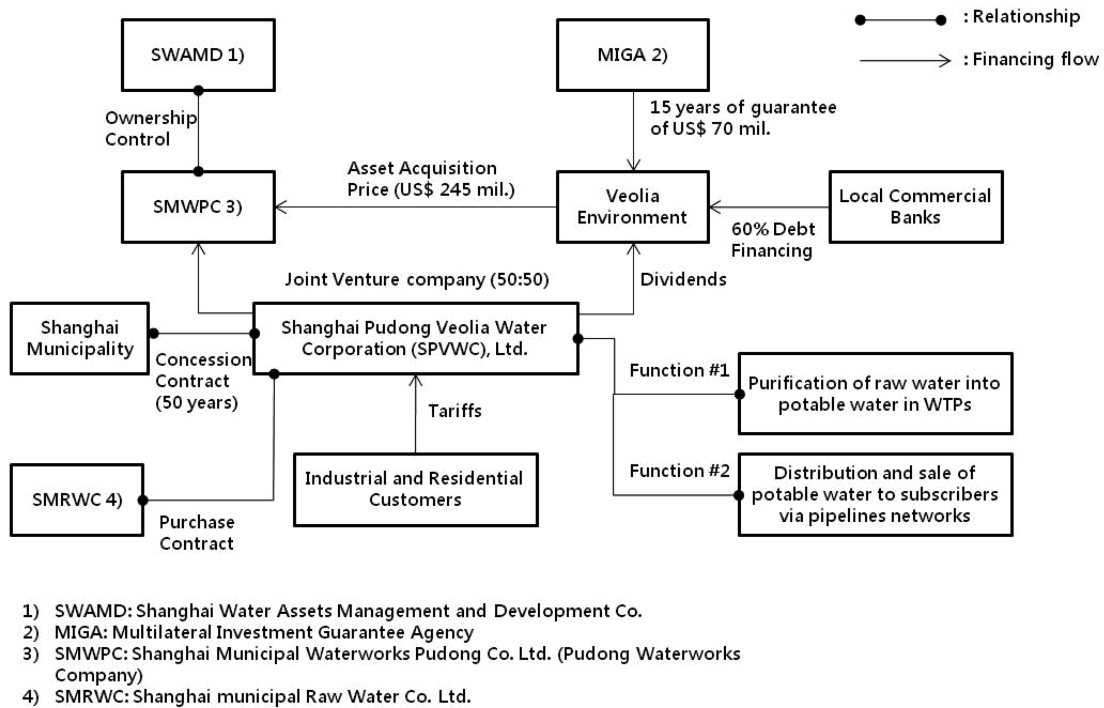 SWAMD 1)
MIGA 2)
: Relationship
: Financing flow
Ownership
Control
15 years of guarantee
of US$ 70 mil.
SMWPC 3)
Asset Acquisition
Price (US$ 245 mil.)
Veolia
Environment
Local Commercial
Banks
60% Debt
Financing
Joint Venture company (50:50)
Dividends
Shanghai
Municipality
Concession
Contract
(50 years)
Shanghai Pudong Veolia Water
Corporation (SPVWC), Ltd.
Function #1
Purification of raw water into
potable water in WTPs
Tariffs
SMRWC 4)
Purchase
Contract
Industrial and Residential
Customers
Function #2
Distribution and sale of
potable water to subscribers
via pipelines networks
1) SWAMD: Shanghai Water Assets Management and Development Co.
2) MIGA: Multilateral Investment Guarantee Agency
3) SMWPC: Shanghai Municipal Waterworks Pudong Co. Ltd. (Pudong Waterworks
Company)
4) SMRWC: Shanghai municipal Raw Water Co. Ltd.